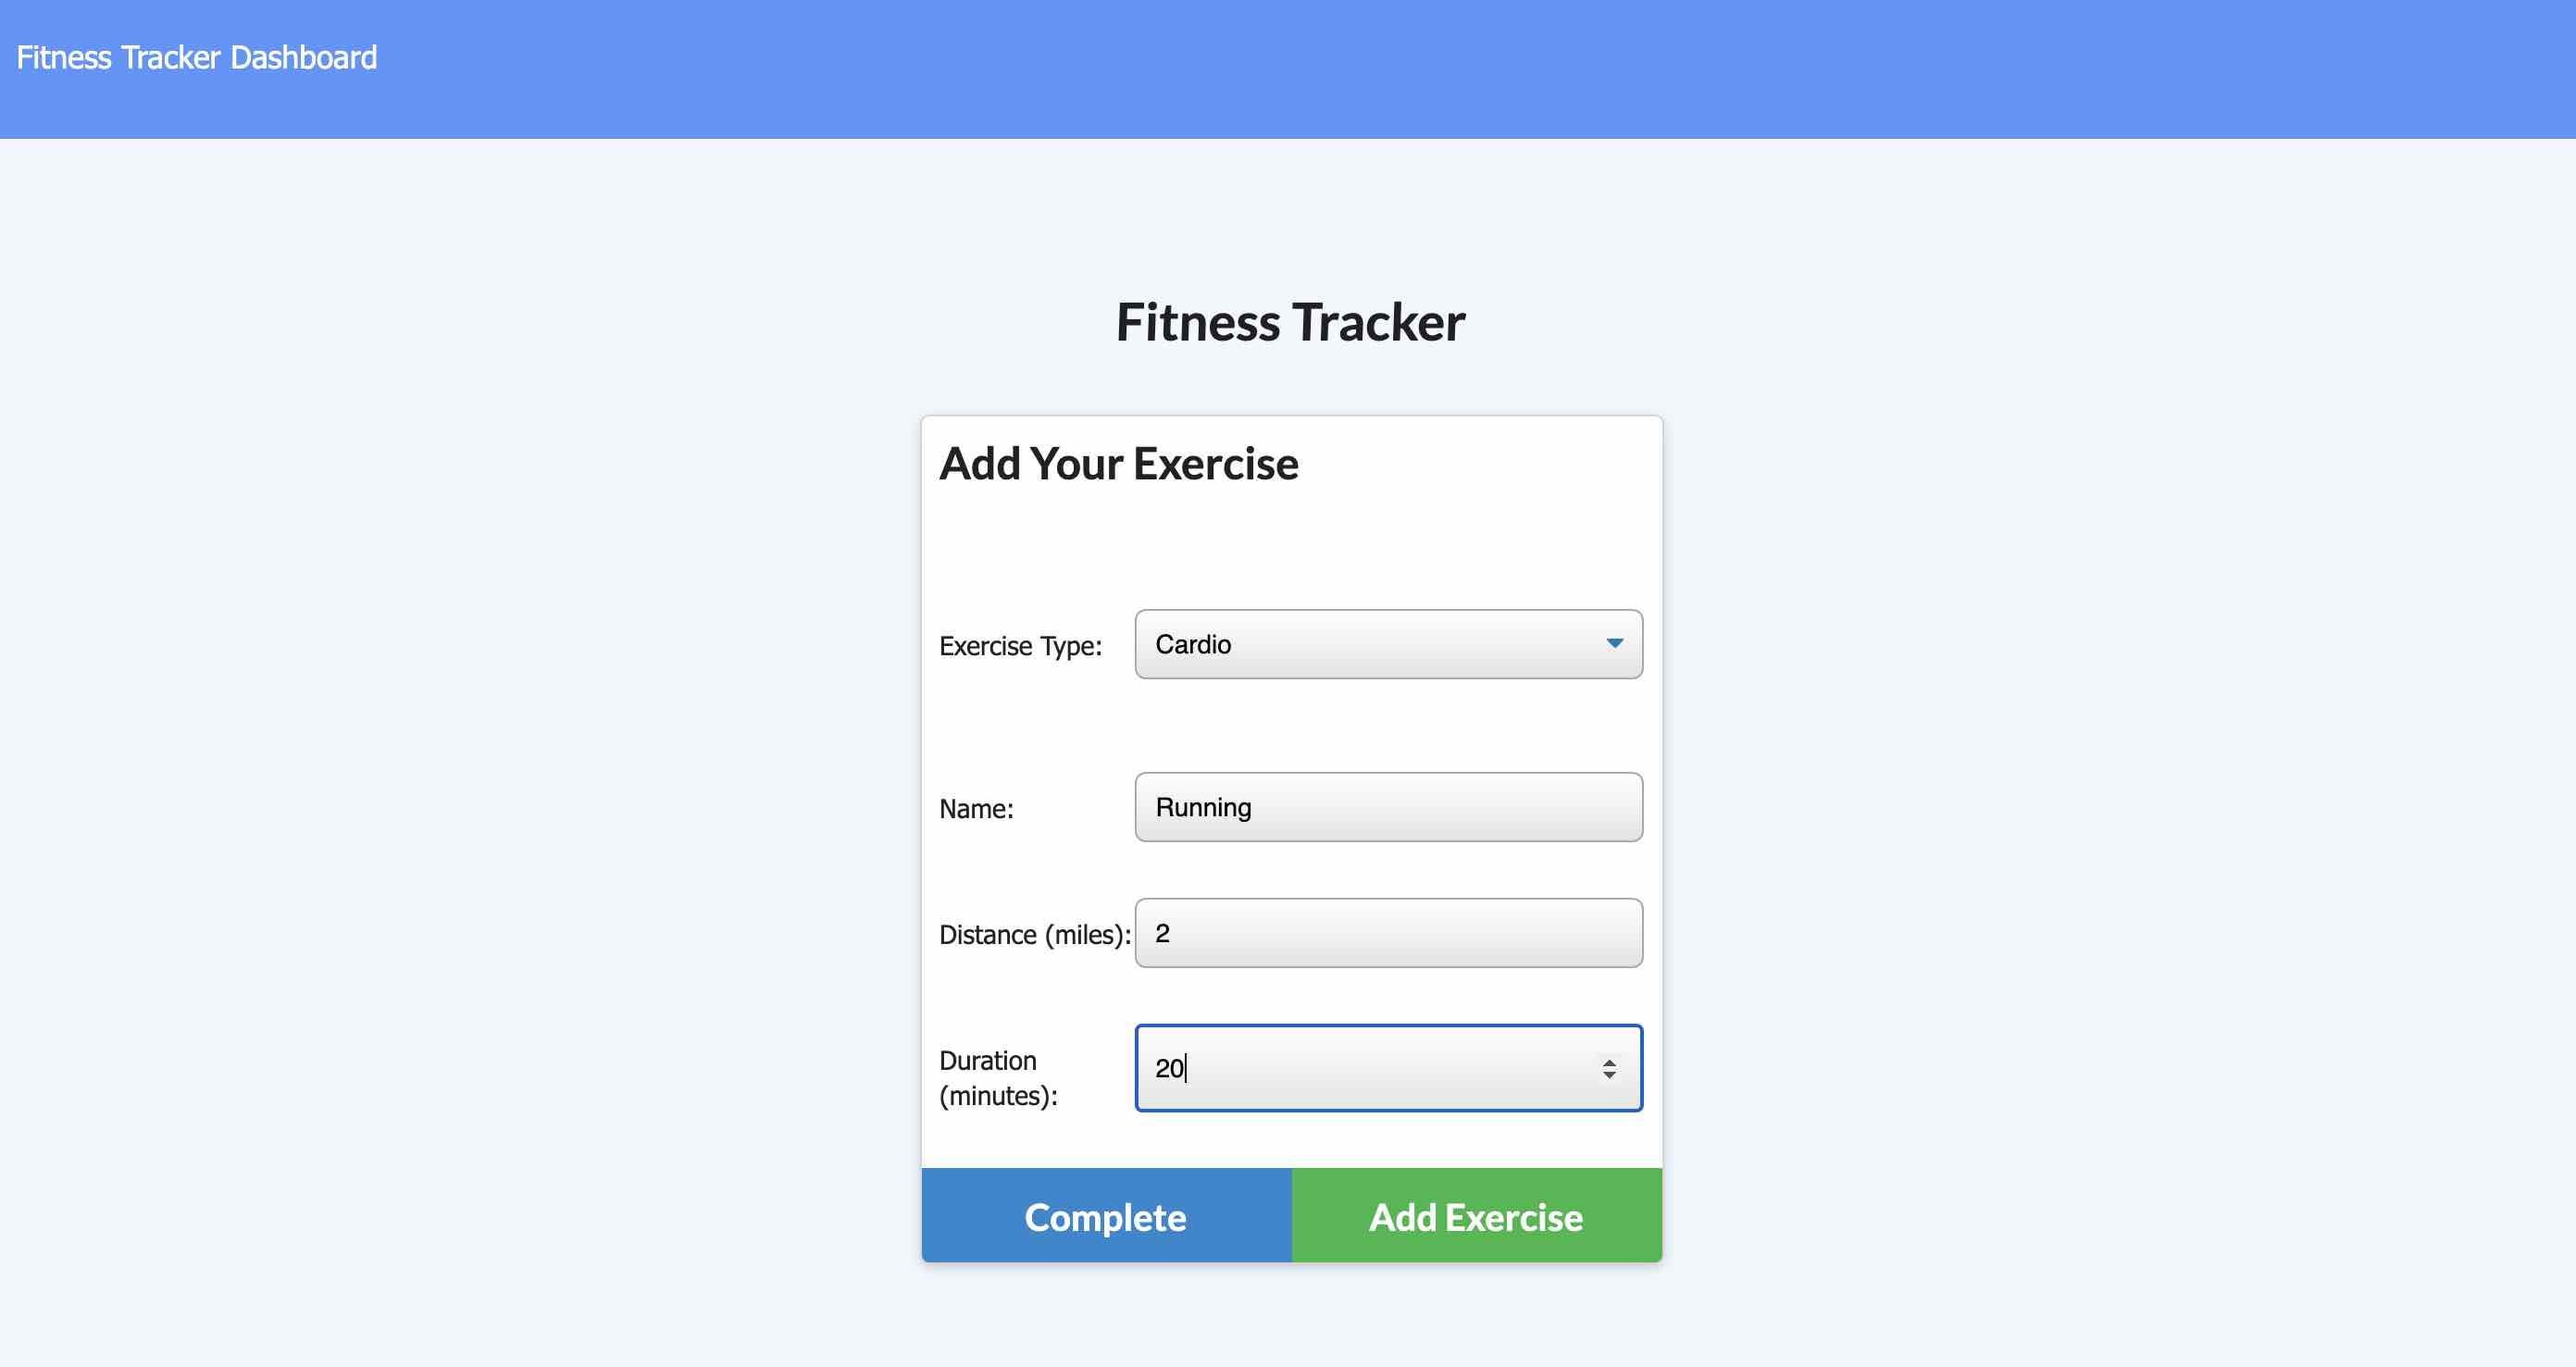 Fitness Tracker Dashboard
Fitness Tracker
Add Your Exercise
Exercise Type: Cardio
Name: Running
Distance (miles): 2
Duration
(minutes): 20
Complete Add Exercise